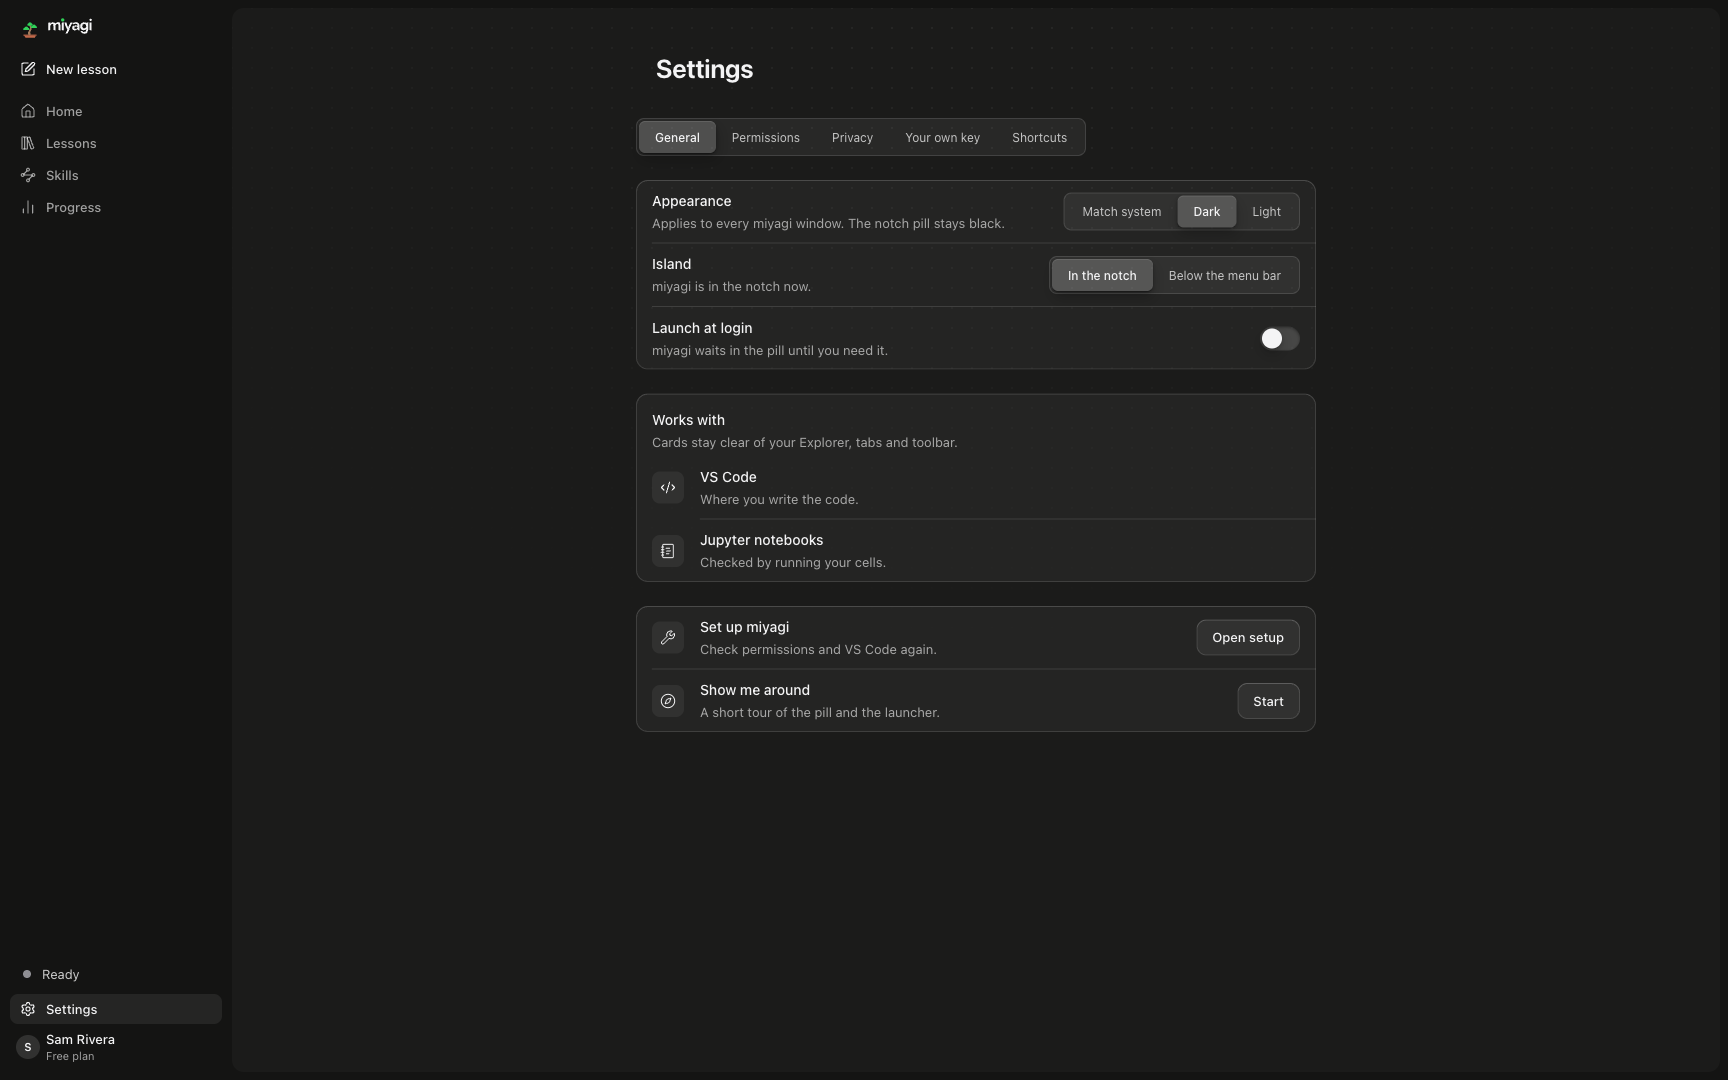 miyagi
New lesson
Home
Lessons
Skills
Progress
Ready
Settings
S
Sam Rivera
Free plan
Settings
General
Permissions
Privacy
Your own key
Shortcuts
Appearance
Applies to every miyagi window. The notch pill stays black.
Match system
Dark
Light
Island
miyagi is in the notch now.
In the notch
Below the menu bar
Launch at login
miyagi waits in the pill until you need it.
Works with
Cards stay clear of your Explorer, tabs and toolbar.
VS Code
Where you write the code.
Jupyter notebooks
Checked by running your cells.
Set up miyagi
Check permissions and VS Code again.
Open setup
Show me around
A short tour of the pill and the launcher.
Start